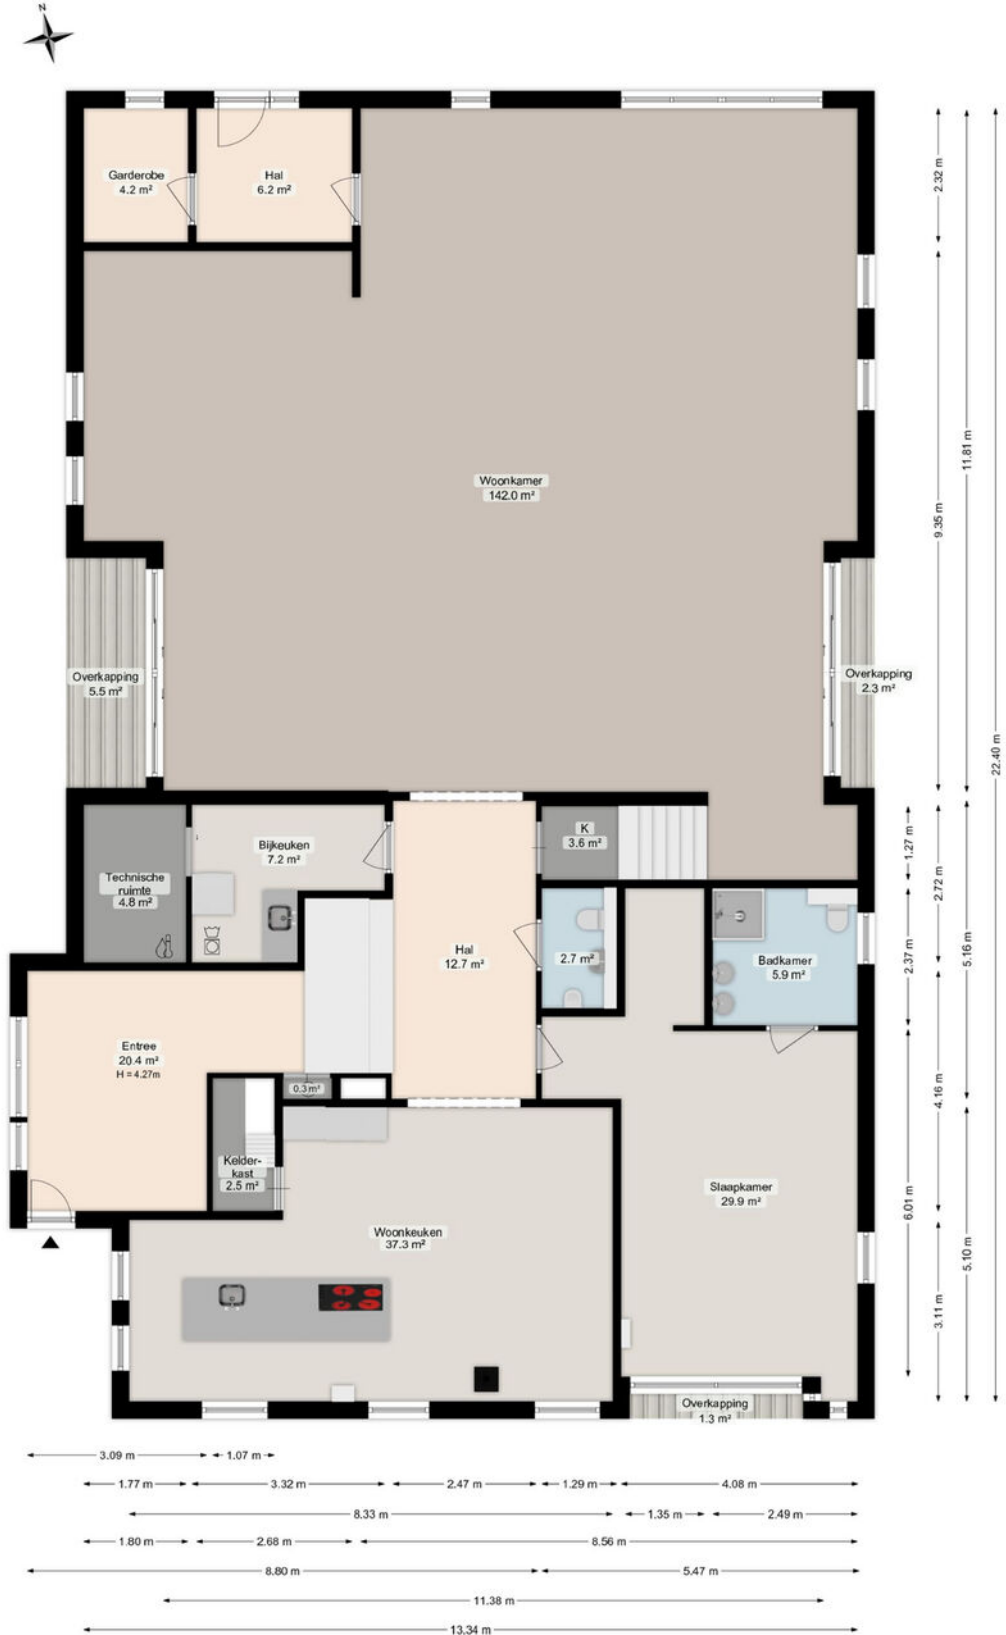 N
Garderobe
4.2 m²
Hal
6.2 m²
2.32 m
11.81 m
Woonkamer
142.0 m²
9.35 m
Overkapping
5.5 m²
Overkapping
2.3 m²
22.40 m
K
3.6 m²
Bijkeuken
7.2 m²
1.27 m
Technische
ruimte
4.8 m²
2.72 m
Hal
12.7 m²
2.7 m²
Badkamer
5.9 m²
2.37 m
5.16 m
Entree
20.4 m²
H = 4.27m
0.3 m²
4.16 m
Kelder-
kast
2.5 m²
Slaapkamer
29.9 m²
6.01 m
Woonkeuken
37.3 m²
5.10 m
3.11 m
Overkapping
1.3 m²
3.09 m
1.07 m
1.77 m
3.32 m
2.47 m
1.29 m
4.08 m
8.33 m
1.35 m
2.49 m
1.80 m
2.68 m
8.56 m
8.80 m
5.47 m
11.38 m
13.34 m